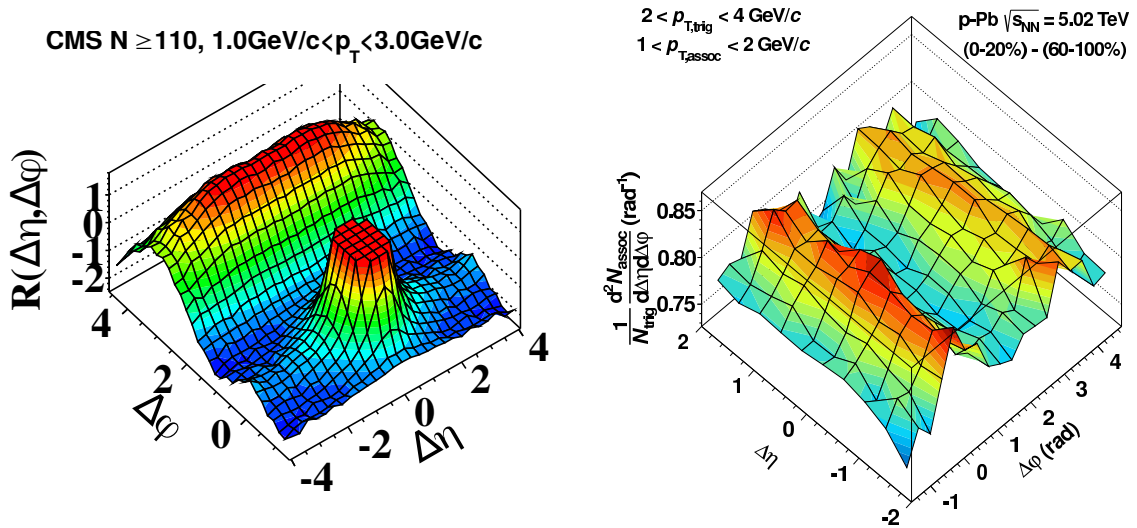 CMS N ≥110, 1.0GeV/c<p_T<3.0GeV/c
R(Δη,Δφ)
1
0
-1
-2
4
2
0
Δφ
-4
-2
0
2
4
Δη
2 < p_T,trig < 4 GeV/c
1 < p_T,assoc < 2 GeV/c
p-Pb √s_NN = 5.02 TeV
(0-20%) - (60-100%)
1/N_trig d²N_assoc/dΔηdΔφ (rad⁻¹)
0.85
0.80
0.75
2
1
0
-1
-2
Δη
-1
0
1
2
3
4
Δφ (rad)